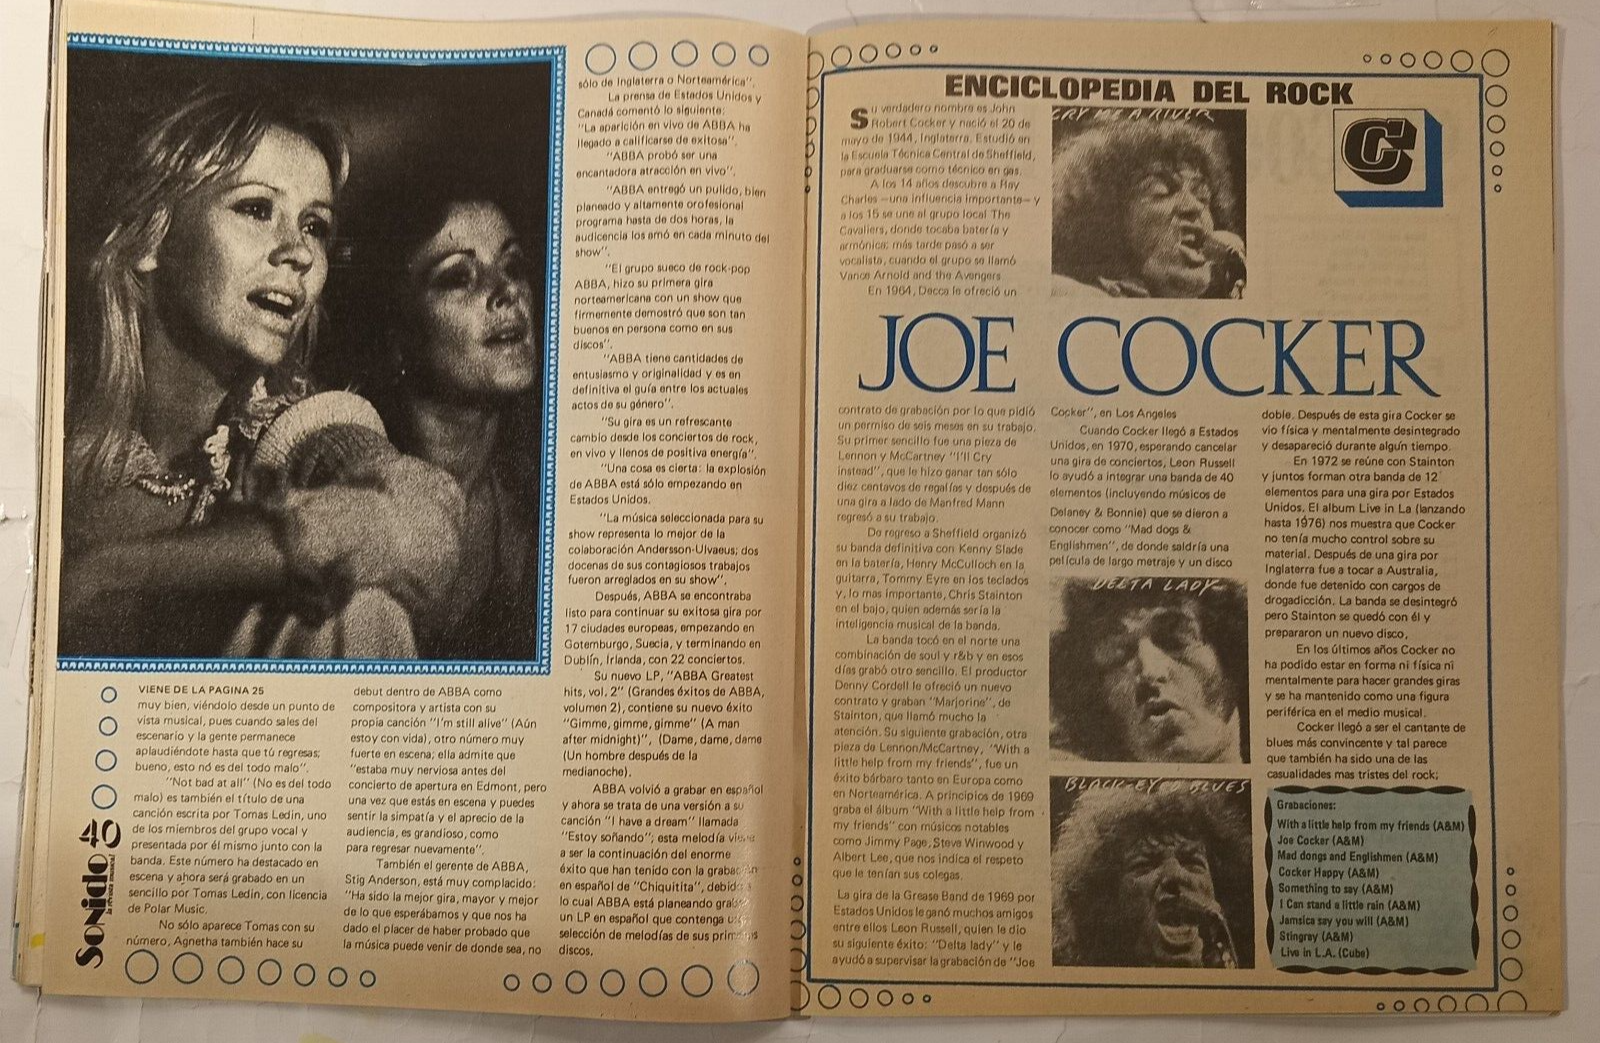 VIENE DE LA PAGINA 25
muy bien, viéndolo desde un punto de
vista musical, pues cuando sales del
escenario y la gente permanece
aplaudiéndote hasta que tú regreses;
bueno, esto nó es del todo malo".
"Not bad at all" (No es del todo
malo) es también el título de una
canción escrita por Tomas Ledin, uno
de los miembros del grupo vocal y
presentada por él mismo junto con la
banda. Este número ha destacado en
escena y ahora será grabado en un
sencillo por Tomas Ledin, con licencia
de Polar Music.
No sólo aparece Tomas con su
número, Agnetha también hace su
debut dentro de ABBA como
compositora y artista con su
propia canción "I'm still alive" (Aún
estoy con vida), otro número muy
fuerte en escena; ella admite que
"estaba muy nerviosa antes del
concierto de apertura en Edmont, pero
una vez que estás en escena y puedes
sentir la simpatía y el aprecio de la
audiencia, es grandioso, como
para regresar nuevamente".
También el gerente de ABBA,
Stig Anderson, está muy complacido:
"Ha sido la mejor gira, mayor y mejor
de lo que esperábamos y que nos ha
dado el placer de haber probado que
la música puede venir de donde sea, no
sólo de Inglaterra o Norteamérica".
La prensa de Estados Unidos y
Canadá comentó lo siguiente:
"La aparición en vivo de ABBA ha
llegado a calificarse de exitosa".
"ABBA probó ser una
encantadora atracción en vivo".
"ABBA entregó un pulido, bien
planeado y altamente orofesional
programa hasta de dos horas, la
audicencia los amó en cada minuto del
show".
"El grupo sueco de rock-pop
ABBA, hizo su primera gira
norteamericana con un show que
firmemente demostró que son tan
buenos en persona como en sus
discos".
"ABBA tiene cantidades de
entusiasmo y originalidad y es en
definitiva el guía entre los actuales
actos de su género".
"Su gira es un refrescante
cambio desde los conciertos de rock,
en vivo y llenos de positiva energía".
"Una cosa es cierta: la explosión
de ABBA está sólo empezando en
Estados Unidos.
"La música seleccionada para su
show representa lo mejor de la
colaboración Andersson-Ulvaeus; dos
docenas de sus contagiosos trabajos
fueron arreglados en su show".
Después, ABBA se encontraba
listo para continuar su exitosa gira por
17 ciudades europeas, empezando en
Gotemburgo, Suecia, y terminando en
Dublín, Irlanda, con 22 conciertos.
Su nuevo LP, "ABBA Greatest
hits, vol. 2" (Grandes éxitos de ABBA,
volumen 2), contiene su nuevo éxito
"Gimme, gimme, gimme" (A man
after midnight)", (Dame, dame, dame
(Un hombre después de la
medianoche).
ABBA volvió a grabar en español
y ahora se trata de una versión a su
canción "I have a dream" llamada
"Estoy soñando"; esta melodía viene
a ser la continuación del enorme
éxito que han tenido con la grabación
en español de "Chiquitita", debido a
lo cual ABBA está planeando grabar
un LP en español que contenga una
selección de melodías de sus primeros
discos.
Sonido 40
la revista musical
ENCICLOPEDIA DEL ROCK
C
Su verdadero nombre es John
Robert Cocker y nació el 20 de
mayo de 1944, Inglaterra. Estudió en
la Escuela Técnica Central de Sheffield,
para graduarse como técnico en gas.
A los 14 años descubre a Ray
Charles —una influencia importante— y
a los 15 se une al grupo local The
Cavaliers, donde tocaba batería y
armónica; más tarde pasó a ser
vocalista, cuando el grupo se llamó
Vance Arnold and the Avengers.
En 1964, Decca le ofreció un
CRY ME A RIVER
JOE COCKER
contrato de grabación por lo que pidió
un permiso de seis meses en su trabajo.
Su primer sencillo fue una pieza de
Lennon y McCartney "I'll Cry
instead", que le hizo ganar tan sólo
diez centavos de regalías y después de
una gira a lado de Manfred Mann
regresó a su trabajo.
De regreso a Sheffield organizó
su banda definitiva con Kenny Slade
en la batería, Henry McCulloch en la
guitarra, Tommy Eyre en los teclados
y, lo mas importante, Chris Stainton
en el bajo, quien además sería la
inteligencia musical de la banda.
La banda tocó en el norte una
combinación de soul y r&b y en esos
días grabó otro sencillo. El productor
Denny Cordell le ofreció un nuevo
contrato y graban "Marjorine", de
Stainton, que llamó mucho la
atención. Su siguiente grabación, otra
pieza de Lennon/McCartney, "With a
little help from my friends", fue un
éxito bárbaro tanto en Europa como
en Norteamérica. A principios de 1969
graba el álbum "With a little help from
my friends" con músicos notables
como Jimmy Page, Steve Winwood y
Albert Lee, que nos indica el respeto
que le tenían sus colegas.
La gira de la Grease Band de 1969 por
Estados Unidos le ganó muchos amigos
entre ellos Leon Russell, quien le dio
su siguiente éxito: "Delta lady" y le
ayudó a supervisar la grabación de "Joe
Cocker", en Los Angeles
Cuando Cocker llegó a Estados
Unidos, en 1970, esperando cancelar
una gira de conciertos, Leon Russell
lo ayudó a integrar una banda de 40
elementos (incluyendo músicos de
Delaney & Bonnie) que se dieron a
conocer como "Mad dogs &
Englishmen", de donde saldría una
película de largo metraje y un disco
DELTA LADY
BLACK-EYED BLUES
doble. Después de esta gira Cocker se
vio física y mentalmente desintegrado
y desapareció durante algún tiempo.
En 1972 se reúne con Stainton
y juntos forman otra banda de 12
elementos para una gira por Estados
Unidos. El album Live in La (lanzando
hasta 1976) nos muestra que Cocker
no tenía mucho control sobre su
material. Después de una gira por
Inglaterra fue a tocar a Australia,
donde fue detenido con cargos de
drogadicción. La banda se desintegró
pero Stainton se quedó con él y
prepararon un nuevo disco,
En los últimos años Cocker no
ha podido estar en forma ni física ni
mentalmente para hacer grandes giras
y se ha mantenido como una figura
periférica en el medio musical.
Cocker llegó a ser el cantante de
blues más convincente y tal parece
que también ha sido una de las
casualidades mas tristes del rock;
Grabaciones:
With a little help from my friends (A&M)
Joe Cocker (A&M)
Mad dongs and Englishmen (A&M)
Cocker Happy (A&M)
Something to say (A&M)
I Can stand a little rain (A&M)
Jamsica say you will (A&M)
Stingrey (A&M)
Live in L.A. (Cube)